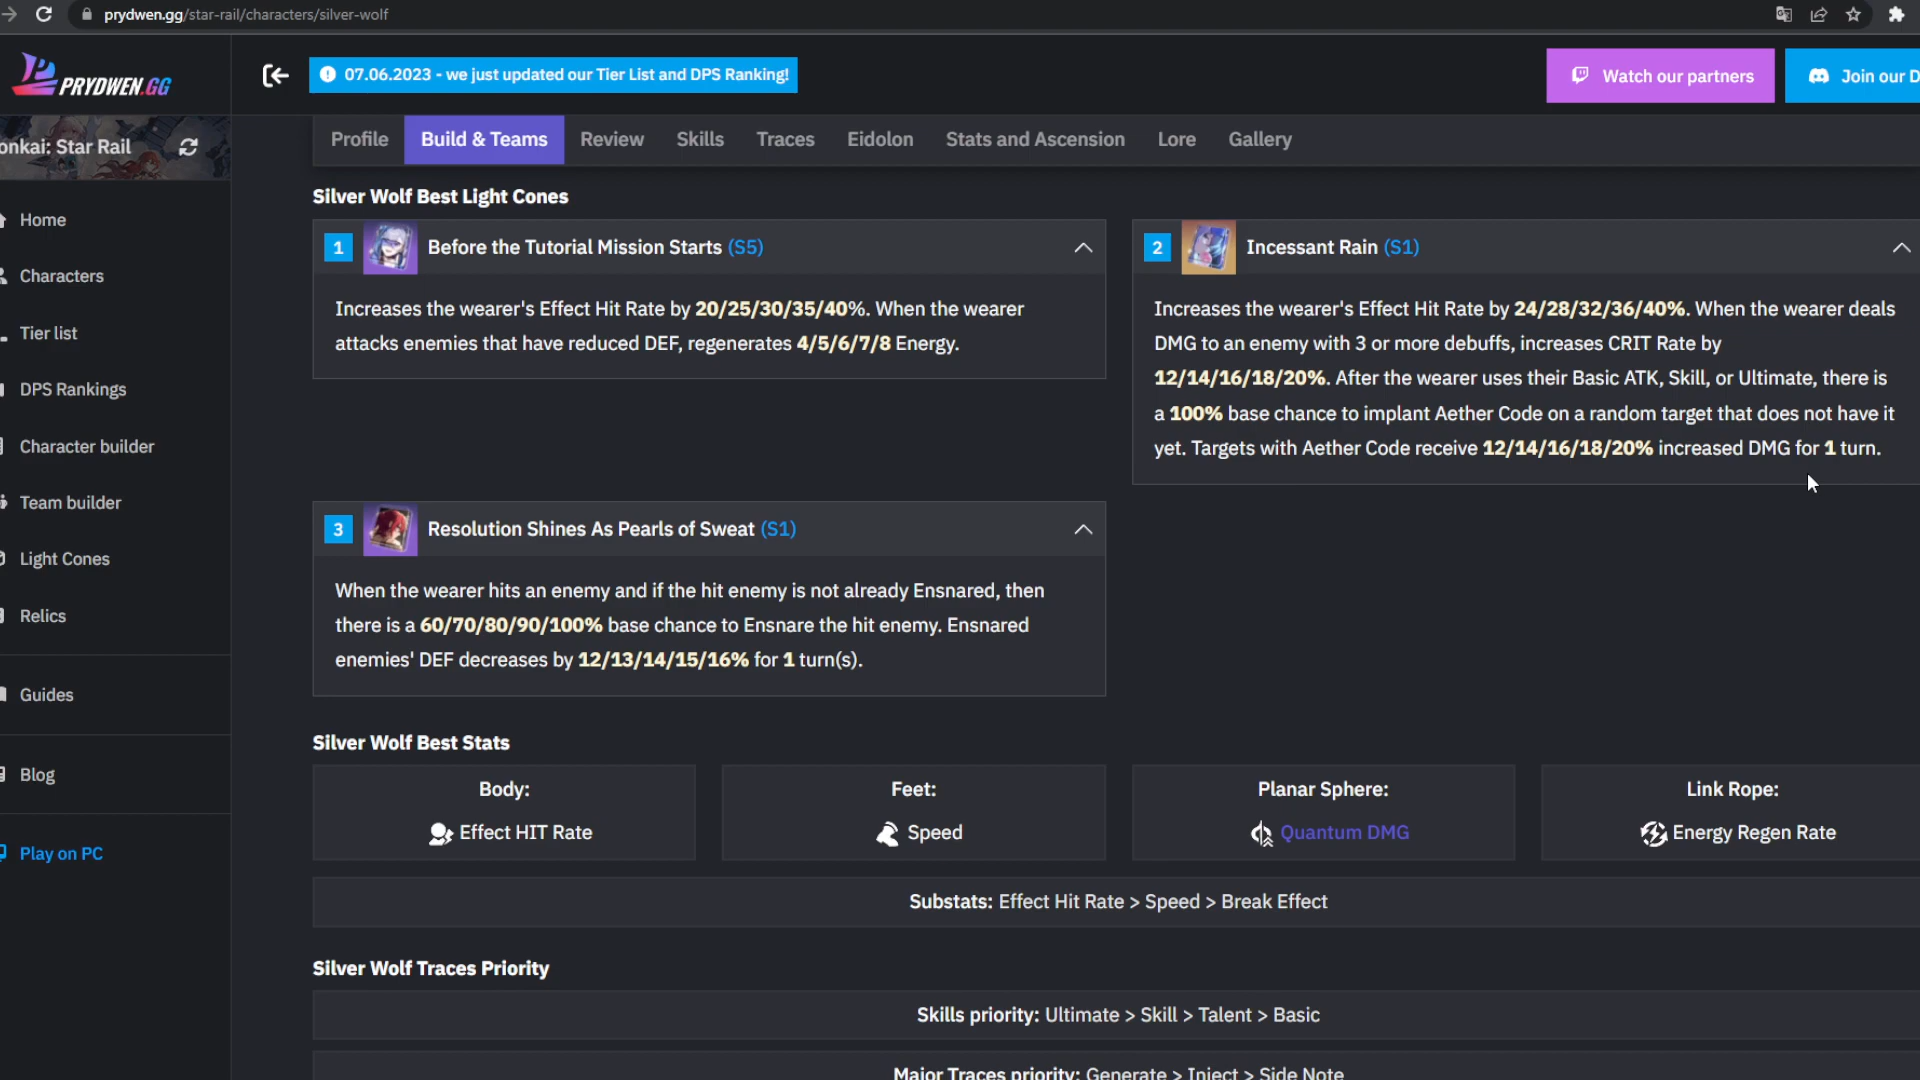 prydwen.gg/star-rail/characters/silver-wolf
PRYDWEN.GG
07.06.2023 - we just updated our Tier List and DPS Ranking!
Watch our partners
Join our D
onkai: Star Rail
Profile
Build & Teams
Review
Skills
Traces
Eidolon
Stats and Ascension
Lore
Gallery
Home
Characters
Tier list
DPS Rankings
Character builder
Team builder
Light Cones
Relics
Guides
Blog
Play on PC
Silver Wolf Best Light Cones
1 Before the Tutorial Mission Starts (S5)
Increases the wearer's Effect Hit Rate by 20/25/30/35/40%. When the wearer
attacks enemies that have reduced DEF, regenerates 4/5/6/7/8 Energy.
2 Incessant Rain (S1)
Increases the wearer's Effect Hit Rate by 24/28/32/36/40%. When the wearer deals
DMG to an enemy with 3 or more debuffs, increases CRIT Rate by
12/14/16/18/20%. After the wearer uses their Basic ATK, Skill, or Ultimate, there is
a 100% base chance to implant Aether Code on a random target that does not have it
yet. Targets with Aether Code receive 12/14/16/18/20% increased DMG for 1 turn.
3 Resolution Shines As Pearls of Sweat (S1)
When the wearer hits an enemy and if the hit enemy is not already Ensnared, then
there is a 60/70/80/90/100% base chance to Ensnare the hit enemy. Ensnared
enemies' DEF decreases by 12/13/14/15/16% for 1 turn(s).
Silver Wolf Best Stats
Body:
Effect HIT Rate
Feet:
Speed
Planar Sphere:
Quantum DMG
Link Rope:
Energy Regen Rate
Substats: Effect Hit Rate > Speed > Break Effect
Silver Wolf Traces Priority
Skills priority: Ultimate > Skill > Talent > Basic
Major Traces priority: Generate > Inject > Side Note